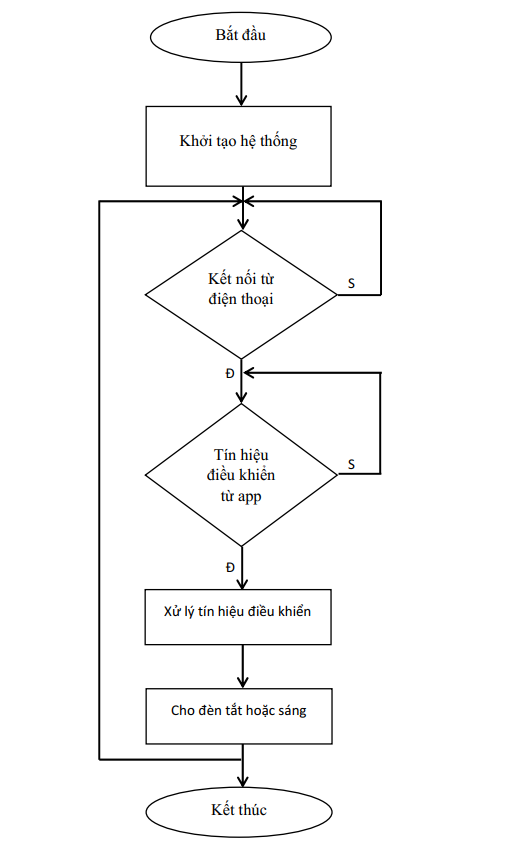 Bắt đầu
Khởi tạo hệ thống
Kết nối từ
điện thoại
S
Đ
Tín hiệu
điều khiển
từ app
S
Đ
Xử lý tín hiệu điều khiển
Cho đèn tắt hoặc sáng
Kết thúc